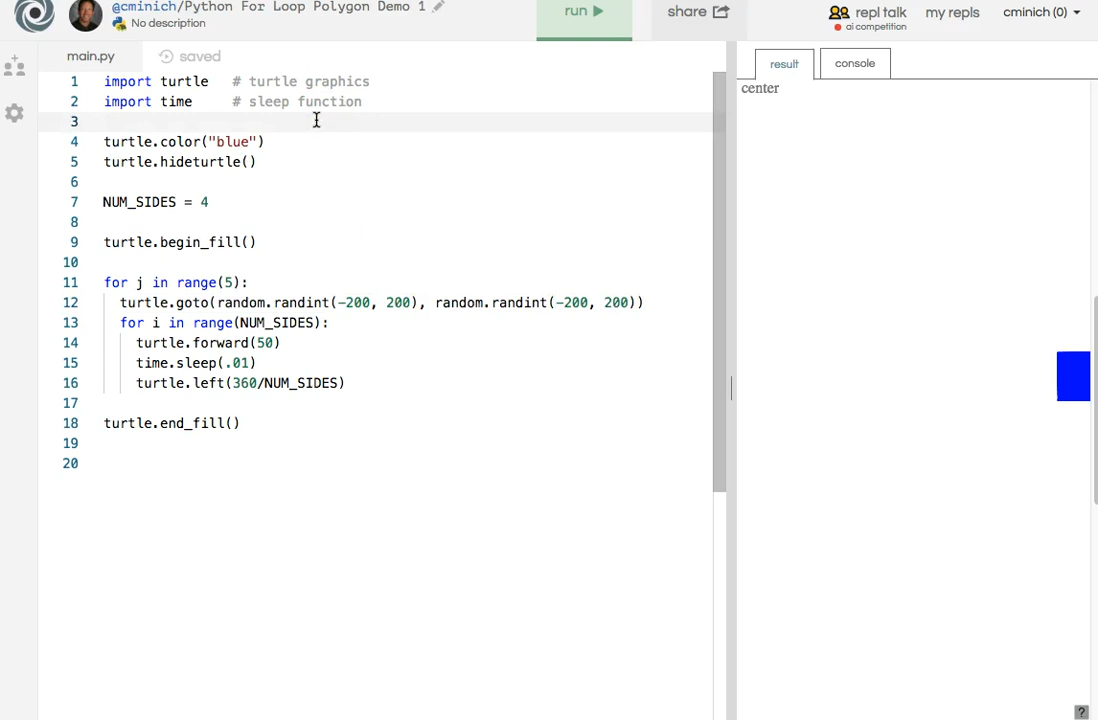 @cminich/Python For Loop Polygon Demo 1
No description
run
share
repl talk
ai competition
my repls
cminich (0)
main.py
saved
result
console
1 import turtle # turtle graphics
2 import time # sleep function
3
4 turtle.color("blue")
5 turtle.hideturtle()
6
7 NUM_SIDES = 4
8
9 turtle.begin_fill()
10
11 for j in range(5):
12 turtle.goto(random.randint(-200, 200), random.randint(-200, 200))
13 for i in range(NUM_SIDES):
14 turtle.forward(50)
15 time.sleep(.01)
16 turtle.left(360/NUM_SIDES)
17
18 turtle.end_fill()
19
20
center
?